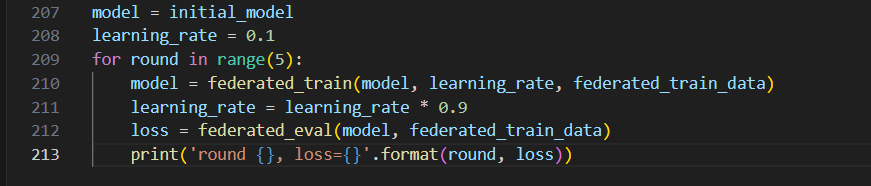 207 model = initial_model
208 learning_rate = 0.1
209 for round in range(5):
210     model = federated_train(model, learning_rate, federated_train_data)
211     learning_rate = learning_rate * 0.9
212     loss = federated_eval(model, federated_train_data)
213     print('round {}, loss={}'.format(round, loss))